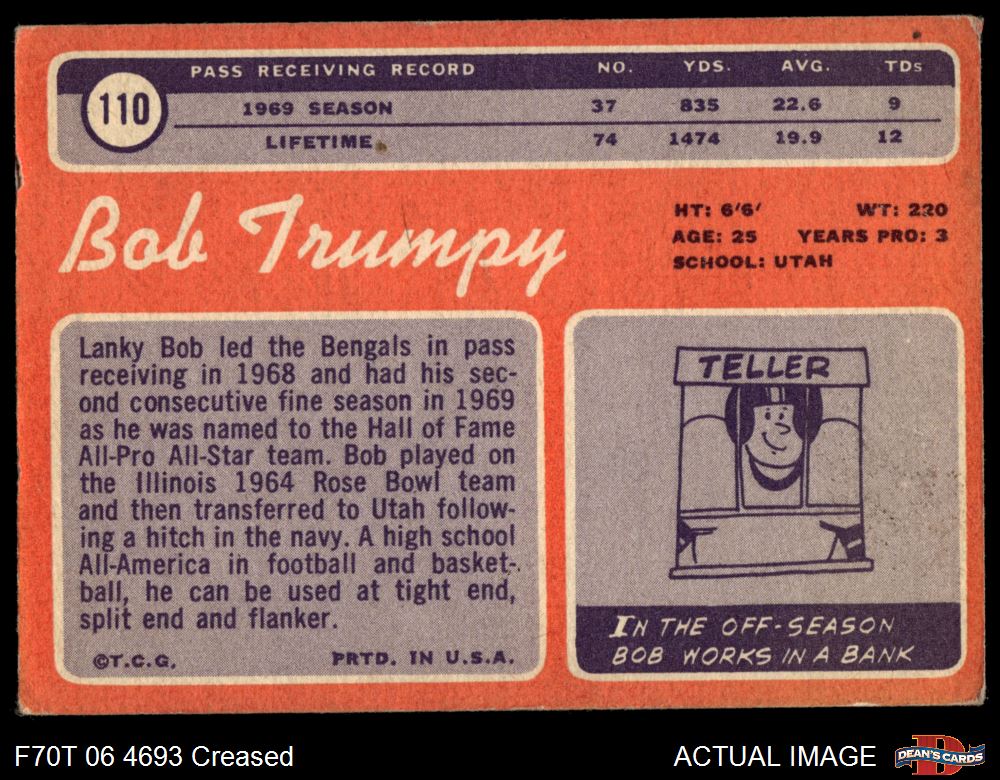 110
PASS RECEIVING RECORD NO. YDS. AVG. TDs
1969 SEASON 37 835 22.6 9
LIFETIME 74 1474 19.9 12
Bob Trumpy
HT: 6'6' WT: 220
AGE: 25 YEARS PRO: 3
SCHOOL: UTAH
Lanky Bob led the Bengals in pass
receiving in 1968 and had his sec-
ond consecutive fine season in 1969
as he was named to the Hall of Fame
All-Pro All-Star team. Bob played on
the Illinois 1964 Rose Bowl team
and then transferred to Utah follow-
ing a hitch in the navy. A high school
All-America in football and basket-
ball, he can be used at tight end,
split end and flanker.
©T.C.G. PRTD. IN U.S.A.
TELLER
IN THE OFF-SEASON
BOB WORKS IN A BANK
F70T 06 4693 Creased
ACTUAL IMAGE
DEAN'S CARDS